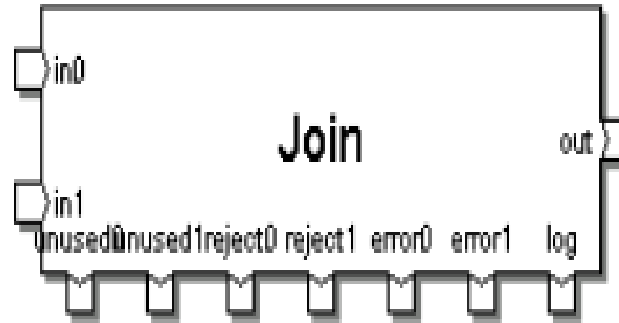 in0
Join
out
in1
unused0 unused1 reject0 reject1 error0 error1 log